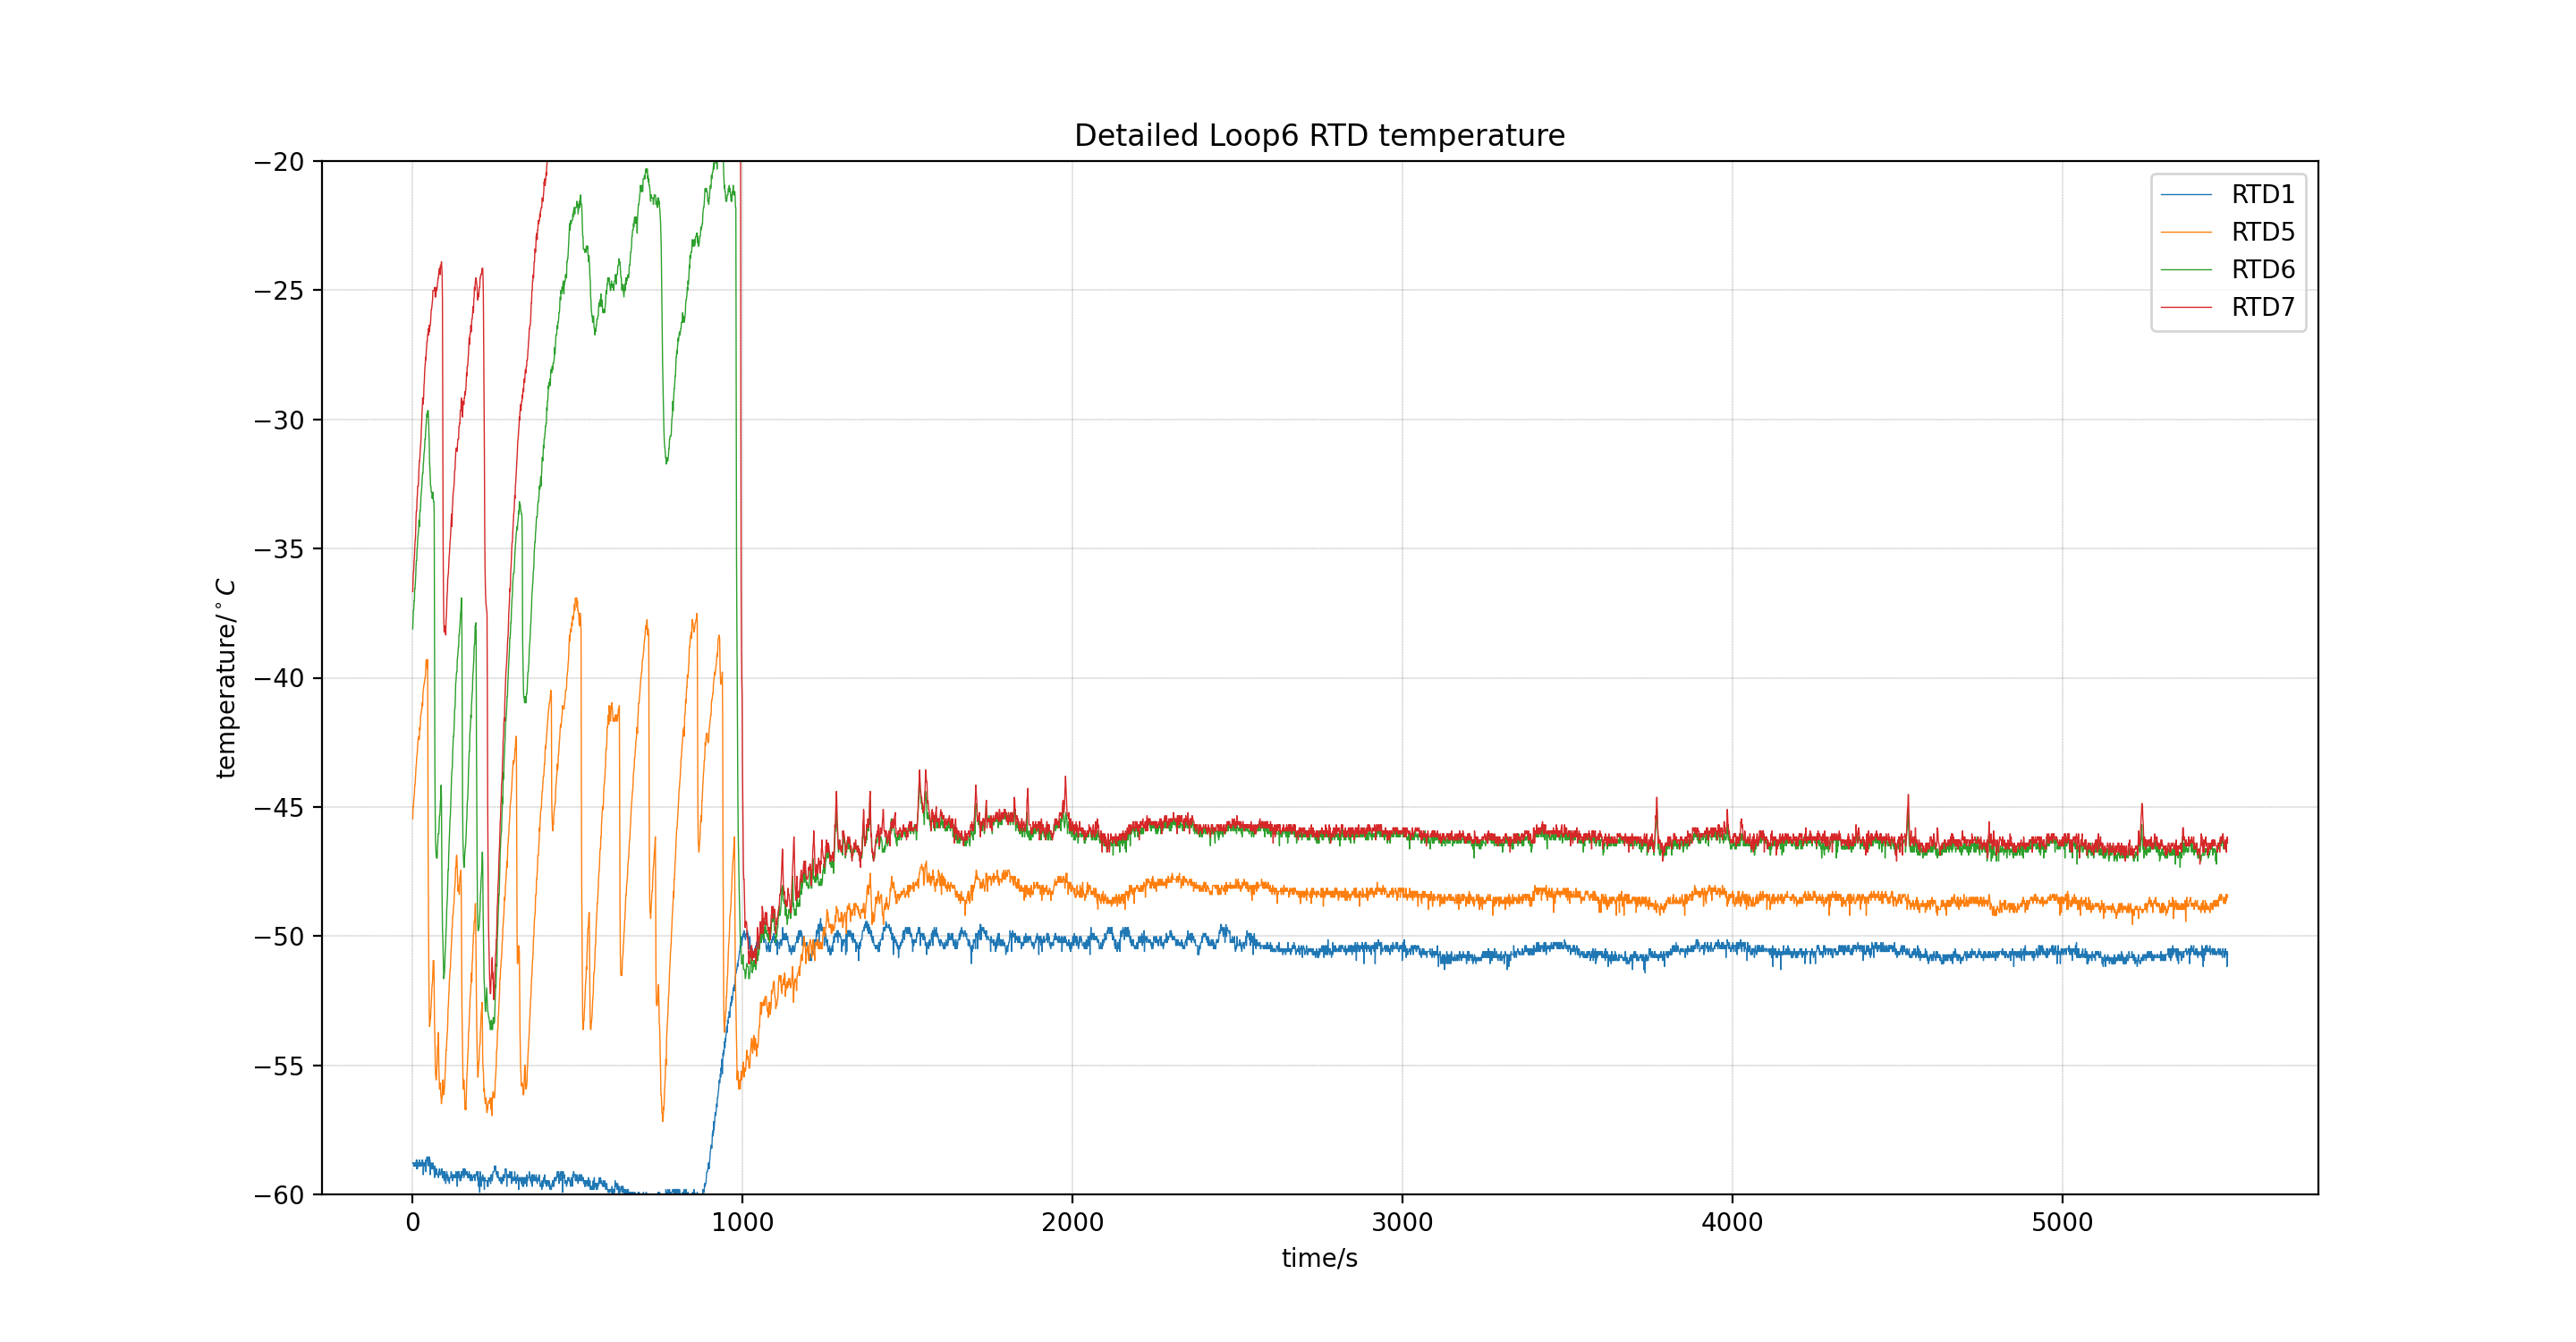 Detailed Loop6 RTD temperature
−20
−25
−30
−35
−40
−45
−50
−55
−60
temperature/°C
0
1000
2000
3000
4000
5000
time/s
RTD1
RTD5
RTD6
RTD7